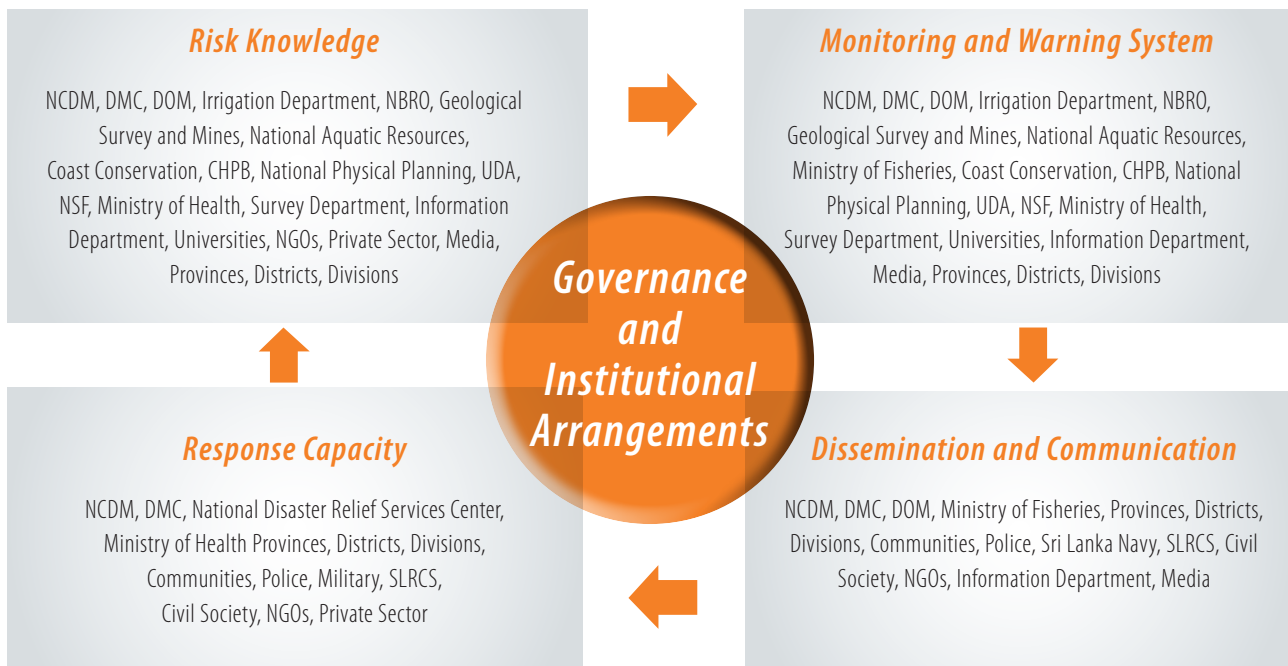 Risk Knowledge
NCDM, DMC, DOM, Irrigation Department, NBRO, Geological
Survey and Mines, National Aquatic Resources,
Coast Conservation, CHPB, National Physical Planning, UDA,
NSF, Ministry of Health, Survey Department, Information
Department, Universities, NGOs, Private Sector, Media,
Provinces, Districts, Divisions
Monitoring and Warning System
NCDM, DMC, DOM, Irrigation Department, NBRO,
Geological Survey and Mines, National Aquatic Resources,
Ministry of Fisheries, Coast Conservation, CHPB, National
Physical Planning, UDA, NSF, Ministry of Health,
Survey Department, Universities, Information Department,
Media, Provinces, Districts, Divisions
Governance
and
Institutional
Arrangements
Response Capacity
NCDM, DMC, National Disaster Relief Services Center,
Ministry of Health Provinces, Districts, Divisions,
Communities, Police, Military, SLRCS,
Civil Society, NGOs, Private Sector
Dissemination and Communication
NCDM, DMC, DOM, Ministry of Fisheries, Provinces, Districts,
Divisions, Communities, Police, Sri Lanka Navy, SLRCS, Civil
Society, NGOs, Information Department, Media